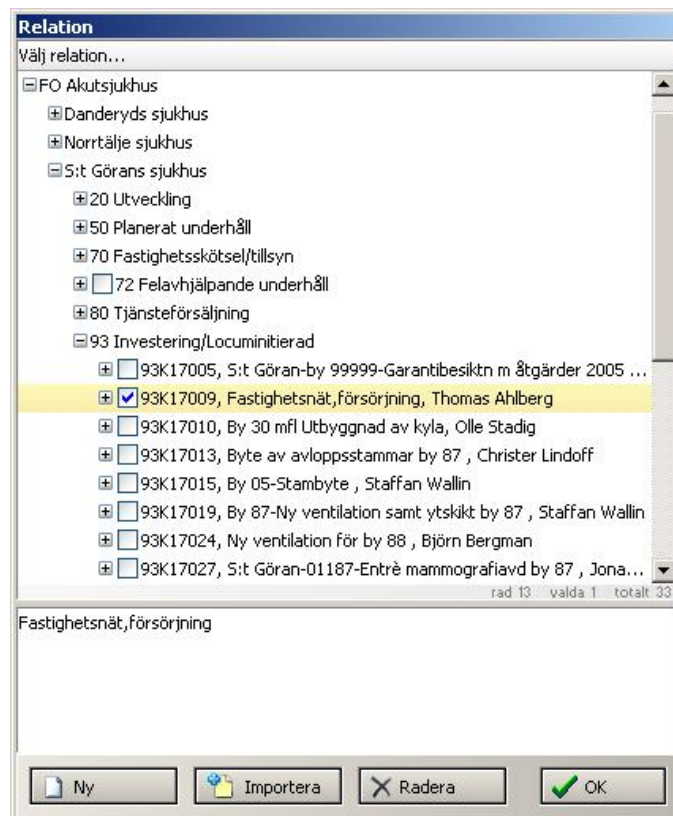 Relation
Välj relation...
FO Akutsjukhus
Danderyds sjukhus
Norrtälje sjukhus
S:t Görans sjukhus
20 Utveckling
50 Planerat underhåll
70 Fastighetsskötsel/tillsyn
72 Felavhjälpande underhåll
80 Tjänsteförsäljning
93 Investering/Locuminitierad
93K17005, S:t Göran-by 99999-Garantibesiktn m åtgärder 2005 ...
93K17009, Fastighetsnät,försörjning, Thomas Ahlberg
93K17010, By 30 mfl Utbyggnad av kyla, Olle Stadig
93K17013, Byte av avloppsstammar by 87 , Christer Lindoff
93K17015, By 05-Stambyte , Staffan Wallin
93K17019, By 87-Ny ventilation samt ytskikt by 87 , Staffan Wallin
93K17024, Ny ventilation för by 88 , Björn Bergman
93K17027, S:t Göran-01187-Entrè mammografiavd by 87 , Jona...
rad 13 valda 1 totalt 33
Fastighetsnät,försörjning
Ny Importera Radera OK